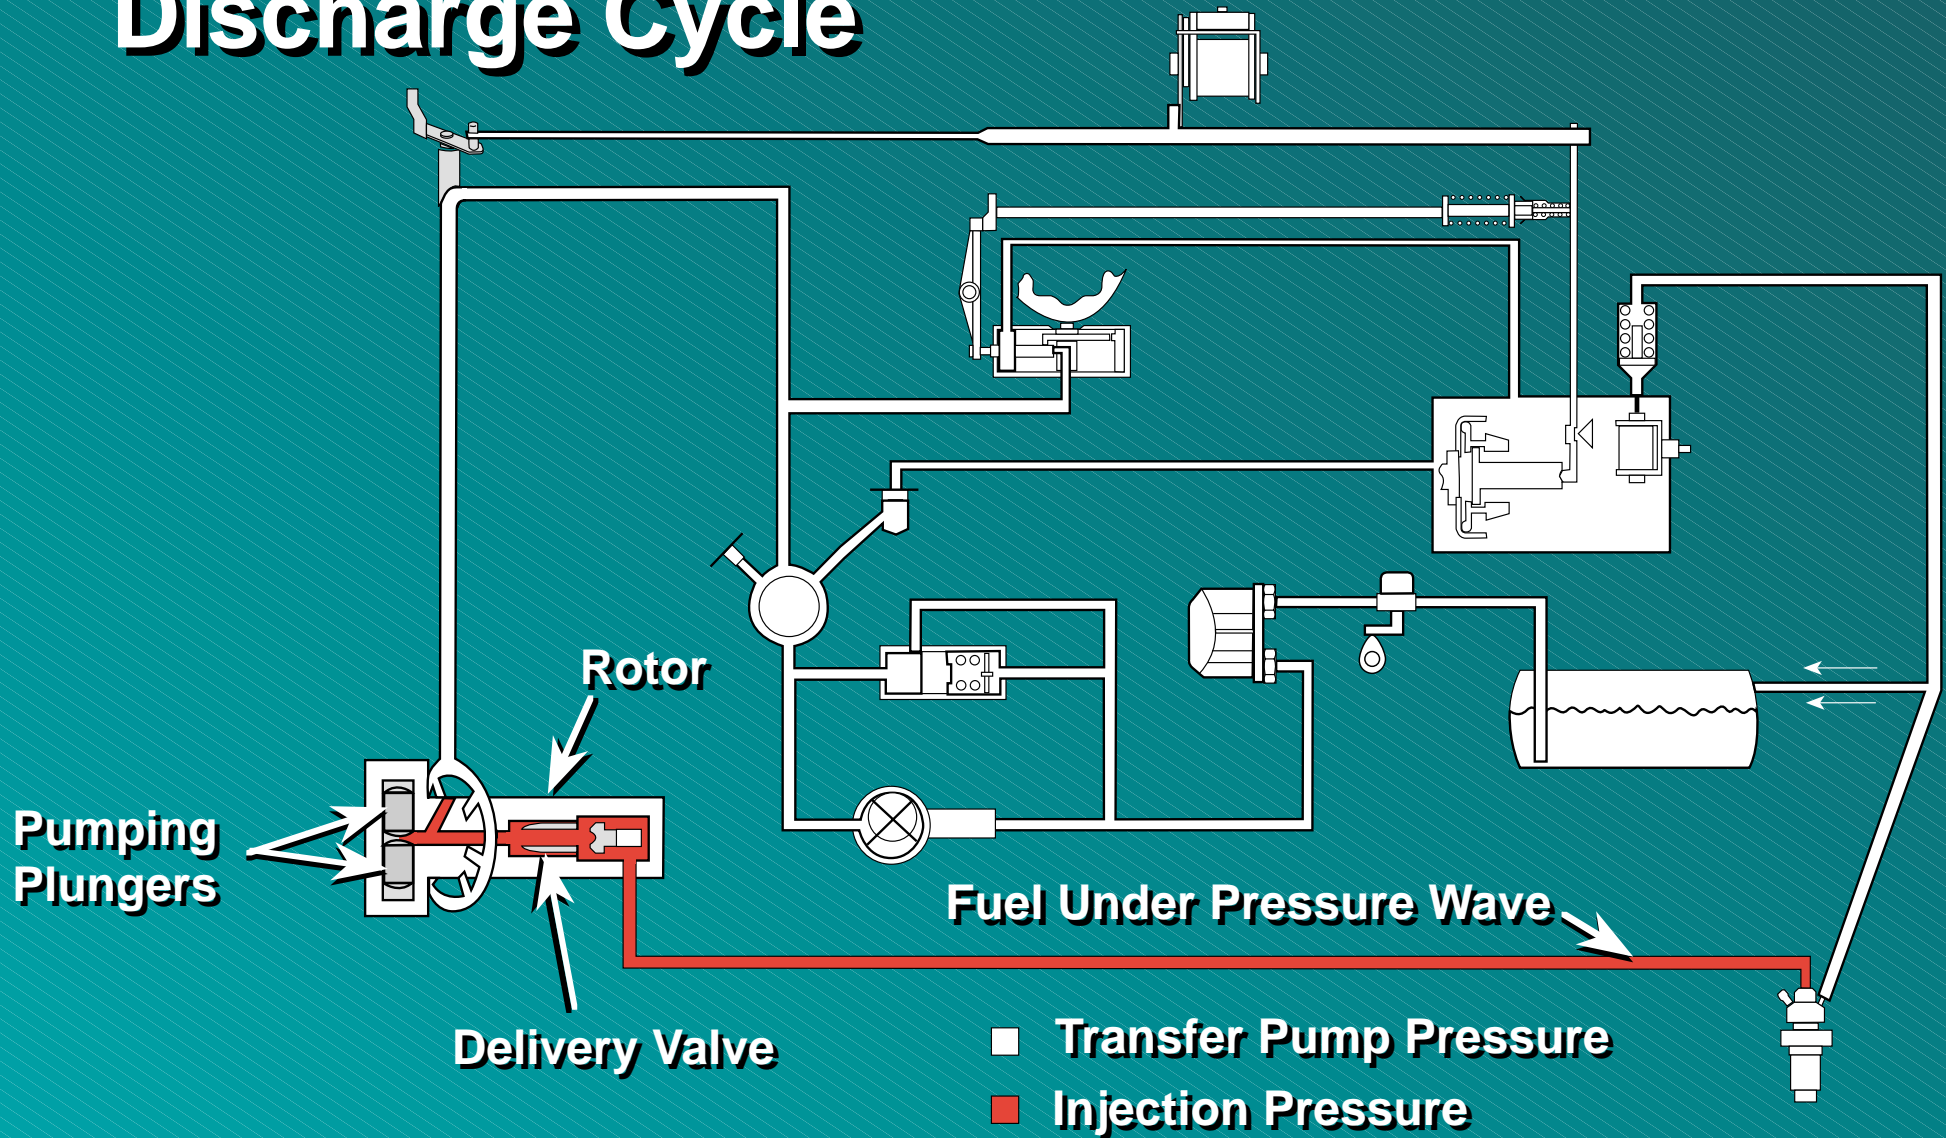 Discharge Cycle
Rotor
Pumping
Plungers
Fuel Under Pressure Wave
Delivery Valve
Transfer Pump Pressure
Injection Pressure